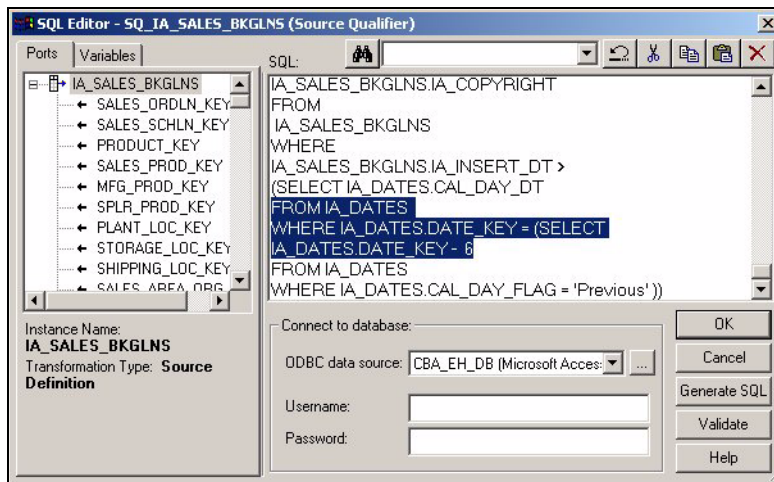 SQL Editor - SQ_IA_SALES_BKGLNS (Source Qualifier)
Ports
Variables
SQL:
IA_SALES_BKGLNS
SALES_ORDLN_KEY
SALES_SCHLN_KEY
PRODUCT_KEY
SALES_PROD_KEY
MFG_PROD_KEY
SPLR_PROD_KEY
PLANT_LOC_KEY
STORAGE_LOC_KEY
SHIPPING_LOC_KEY
SALES_AREA_ORG
IA_SALES_BKGLNS.IA_COPYRIGHT
FROM
IA_SALES_BKGLNS
WHERE
IA_SALES_BKGLNS.IA_INSERT_DT >
(SELECT IA_DATES.CAL_DAY_DT
FROM IA_DATES
WHERE IA_DATES.DATE_KEY = (SELECT
IA_DATES.DATE_KEY - 6
FROM IA_DATES
WHERE IA_DATES.CAL_DAY_FLAG = 'Previous' ))
Instance Name:
IA_SALES_BKGLNS
Transformation Type: Source
Definition
Connect to database:
ODBC data source: CBA_EH_DB (Microsoft Acces:
...
Username:
Password:
OK
Cancel
Generate SQL
Validate
Help